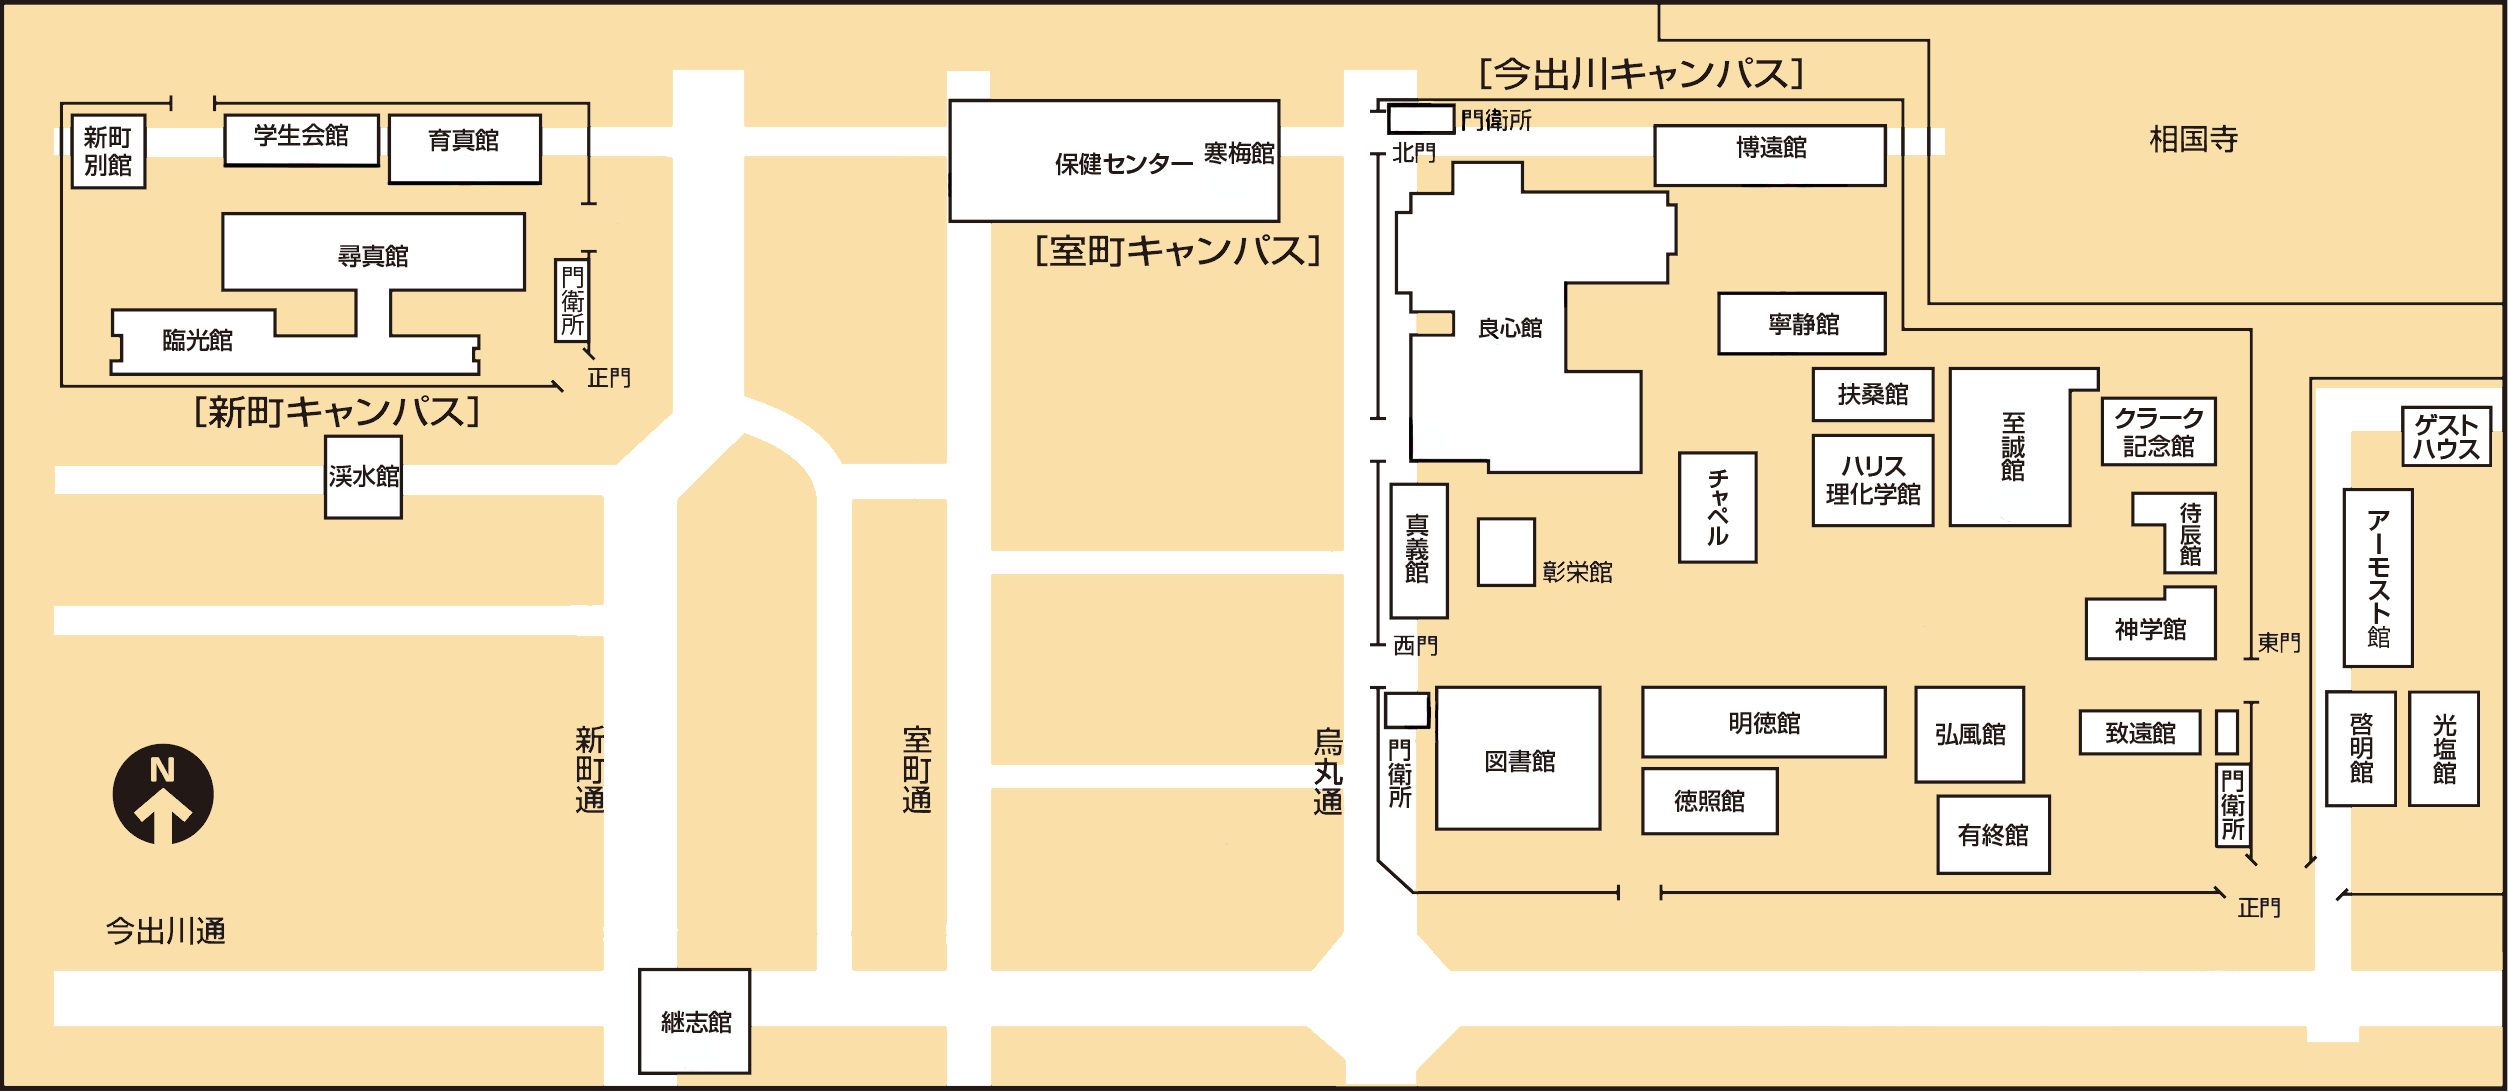 [今出川キャンパス]
門衛所
新町
別館
学生会館
育真館
相国寺
北門
博遠館
保健センター
寒梅館
[室町キャンパス]
尋真館
門衛所
臨光館
正門
良心館
寧静館
[新町キャンパス]
扶桑館
至誠館
クラーク
記念館
ゲスト
ハウス
渓水館
ハリス
理化学館
チャペル
真義館
彰栄館
待辰館
アーモスト館
神学館
西門
東門
明徳館
弘風館
致遠館
図書館
門衛所
徳照館
有終館
門衛所
啓明館
光塩館
新町通
室町通
烏丸通
N
今出川通
正門
継志館